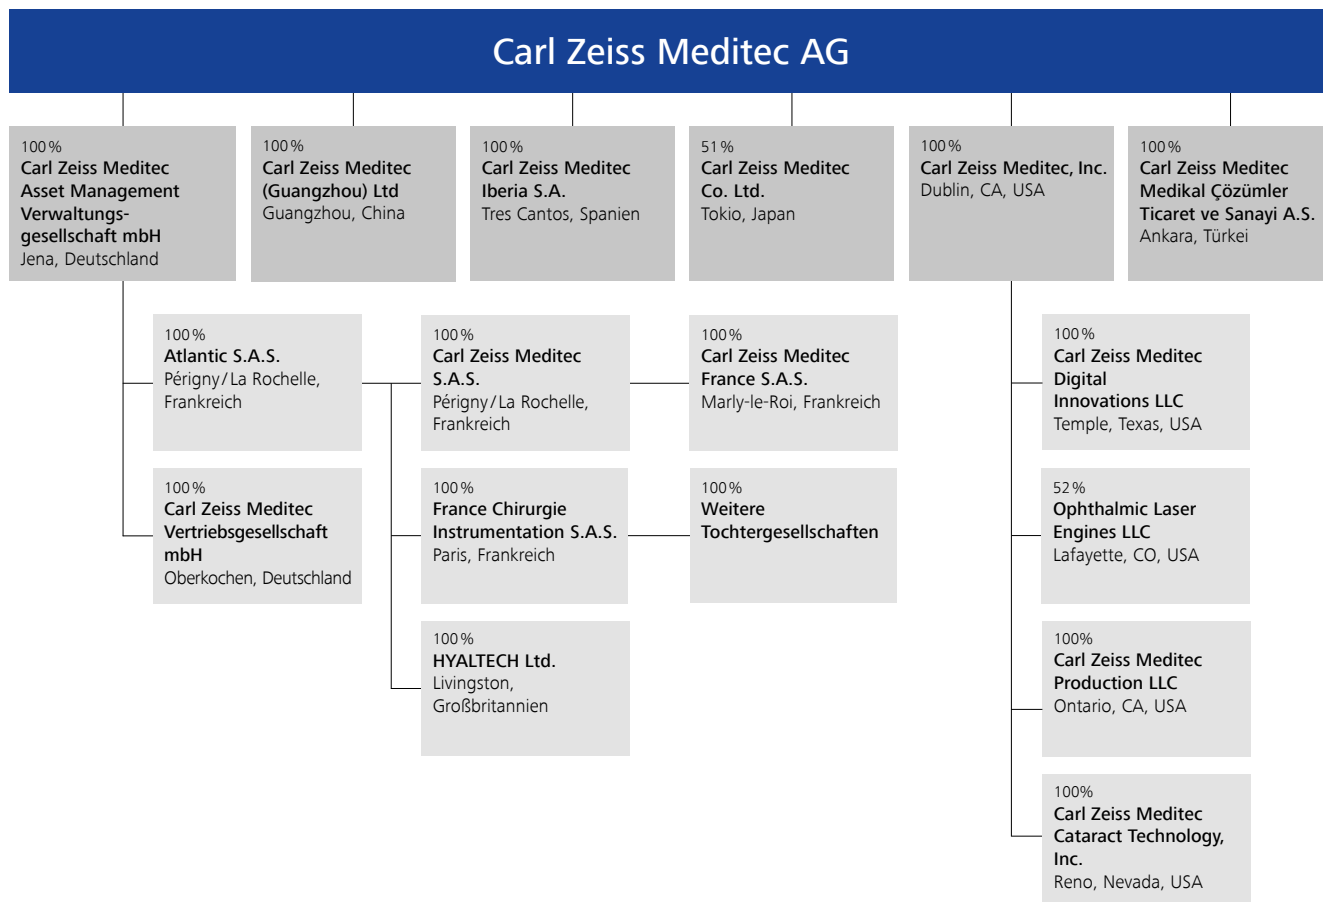 Carl Zeiss Meditec AG
100 %
Carl Zeiss Meditec
Asset Management
Verwaltungs-
gesellschaft mbH
Jena, Deutschland
100 %
Carl Zeiss Meditec
(Guangzhou) Ltd
Guangzhou, China
100 %
Carl Zeiss Meditec
Iberia S.A.
Tres Cantos, Spanien
51 %
Carl Zeiss Meditec
Co. Ltd.
Tokio, Japan
100 %
Carl Zeiss Meditec, Inc.
Dublin, CA, USA
100 %
Carl Zeiss Meditec
Medikal Çözümler
Ticaret ve Sanayi A.S.
Ankara, Türkei
100 %
Atlantic S.A.S.
Périgny / La Rochelle,
Frankreich
100 %
Carl Zeiss Meditec
S.A.S.
Périgny / La Rochelle,
Frankreich
100 %
Carl Zeiss Meditec
France S.A.S.
Marly-le-Roi, Frankreich
100 %
Carl Zeiss Meditec
Digital
Innovations LLC
Temple, Texas, USA
100 %
Carl Zeiss Meditec
Vertriebsgesellschaft
mbH
Oberkochen, Deutschland
100 %
France Chirurgie
Instrumentation S.A.S.
Paris, Frankreich
100 %
Weitere
Tochtergesellschaften
52 %
Ophthalmic Laser
Engines LLC
Lafayette, CO, USA
100 %
HYALTECH Ltd.
Livingston,
Großbritannien
100%
Carl Zeiss Meditec
Production LLC
Ontario, CA, USA
100%
Carl Zeiss Meditec
Cataract Technology,
Inc.
Reno, Nevada, USA